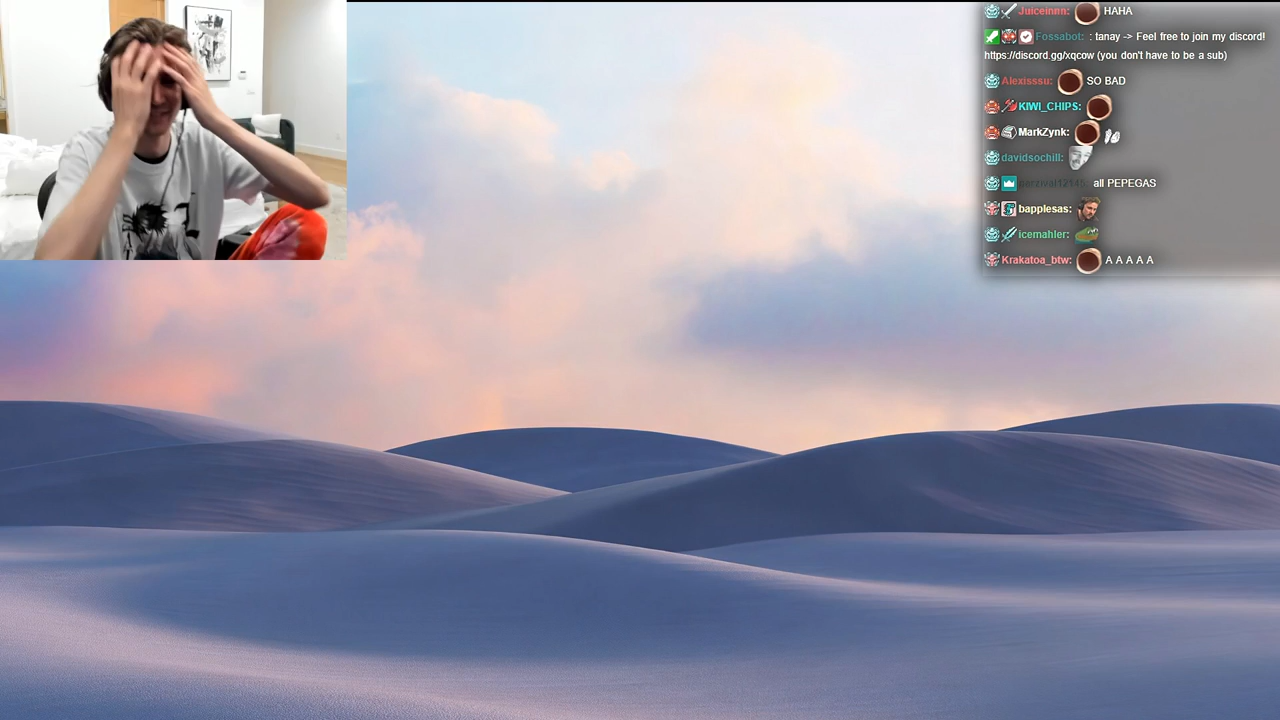 Juiceinnn: HAHA
Fossabot: : tanay -> Feel free to join my discord!
https://discord.gg/xqcow (you don't have to be a sub)
Alexisssu: SO BAD
KIWI_CHIPS:
MarkZynk:
davidsochill:
all PEPEGAS
bapplesas:
icemahler:
Krakatoa_btw: A A A A A